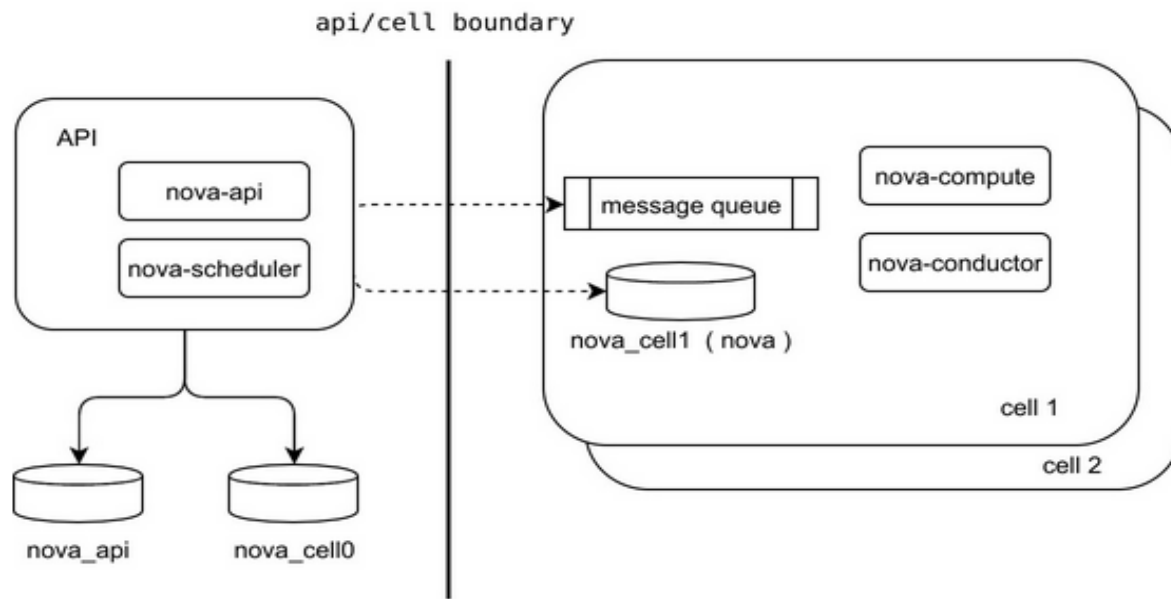 api/cell boundary
API
nova-api
nova-scheduler
nova_api
nova_cell0
message queue
nova_cell1 ( nova )
nova-compute
nova-conductor
cell 1
cell 2